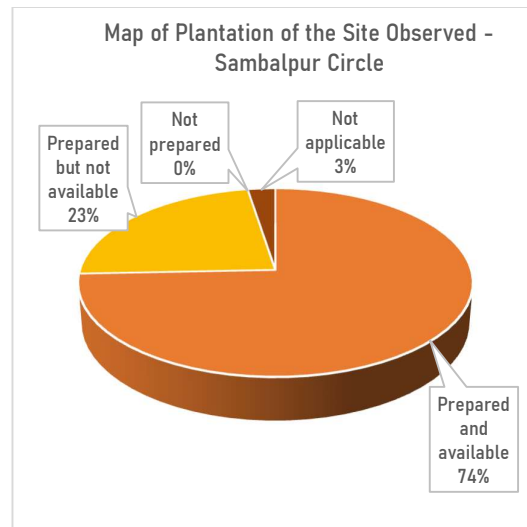 Map of Plantation of the Site Observed -
Sambalpur Circle
Not
prepared
0%
Not
applicable
3%
Prepared
but not
available
23%
Prepared
and
available
74%